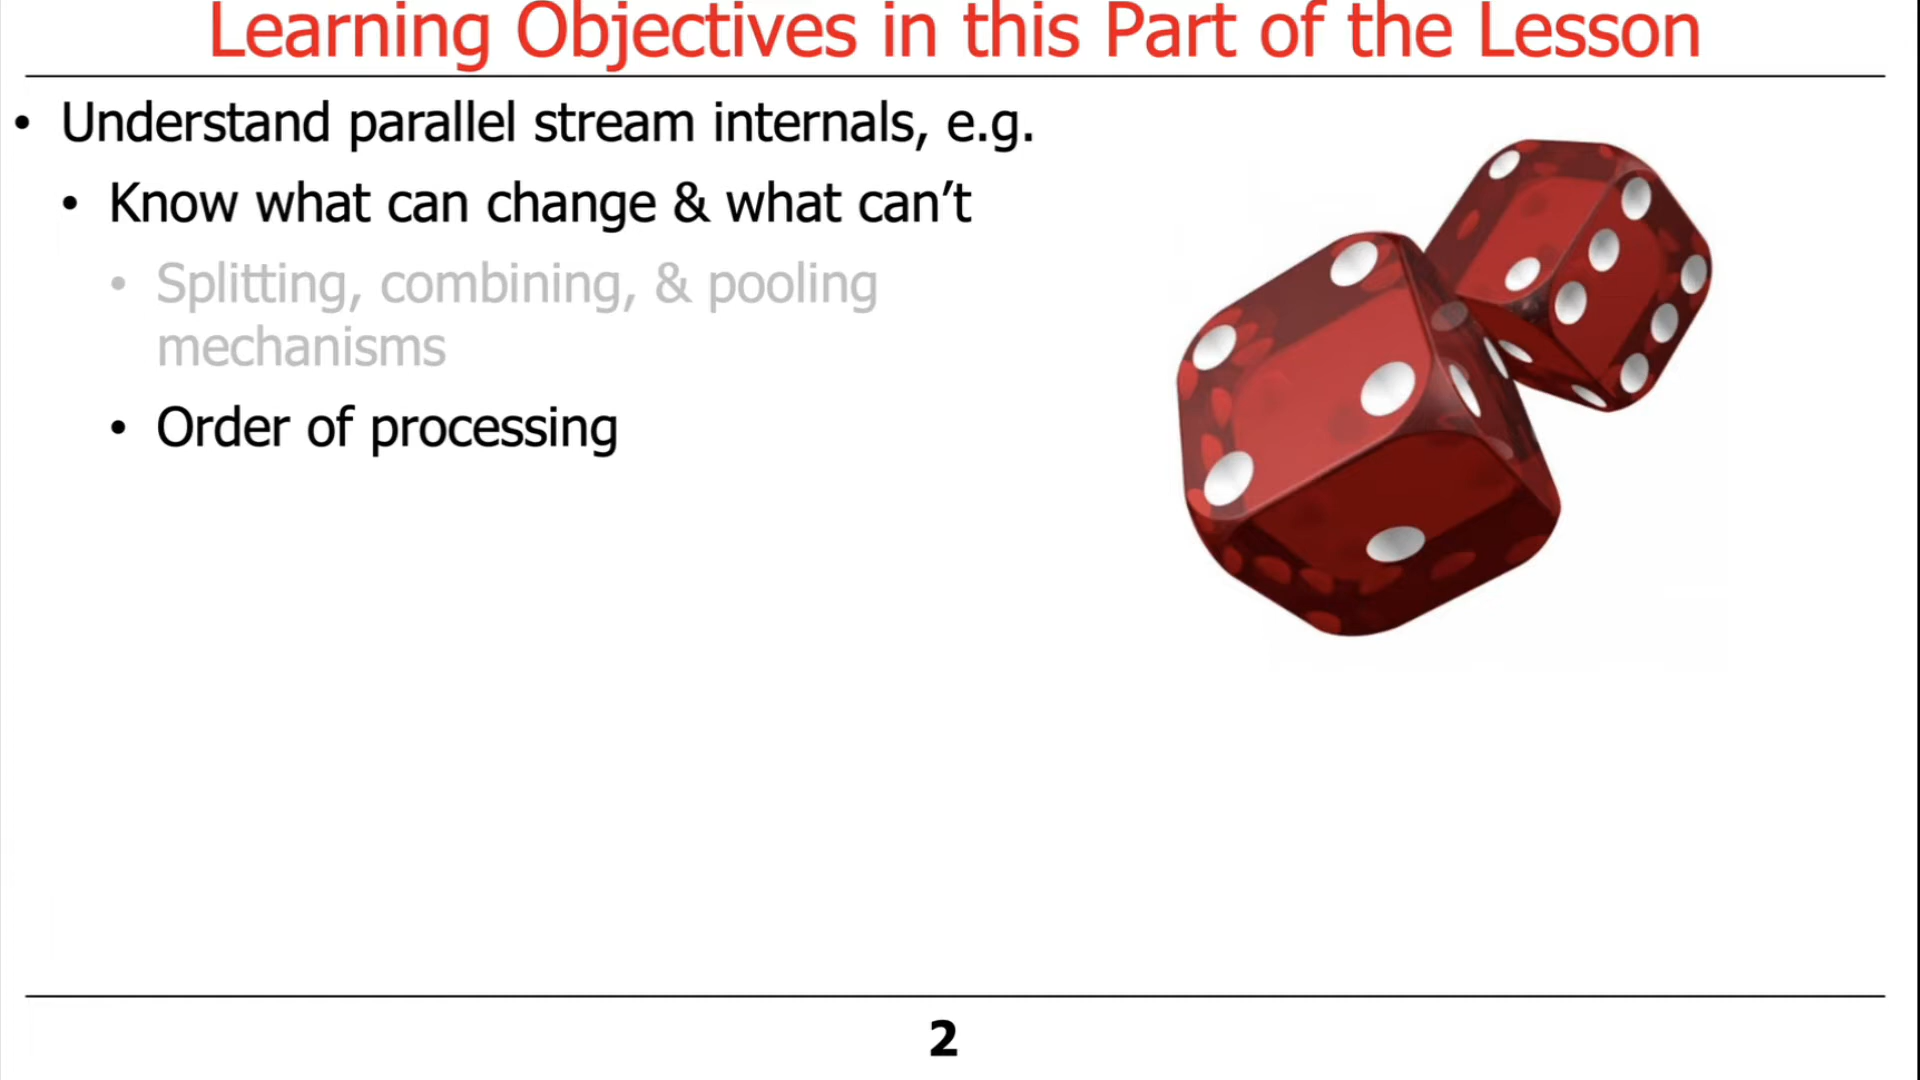 Learning Objectives in this Part of the Lesson
• Understand parallel stream internals, e.g.
• Know what can change & what can’t
• Splitting, combining, & pooling
mechanisms
• Order of processing
2